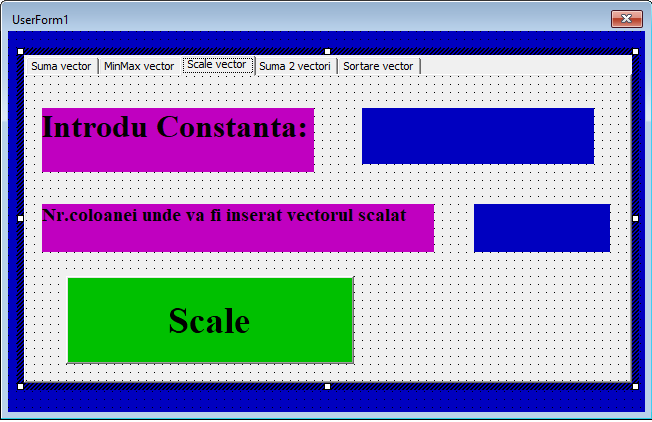 UserForm1
Suma vector MinMax vector Scale vector Suma 2 vectori Sortare vector
Introdu Constanta:
Nr.coloanei unde va fi inserat vectorul scalat
Scale